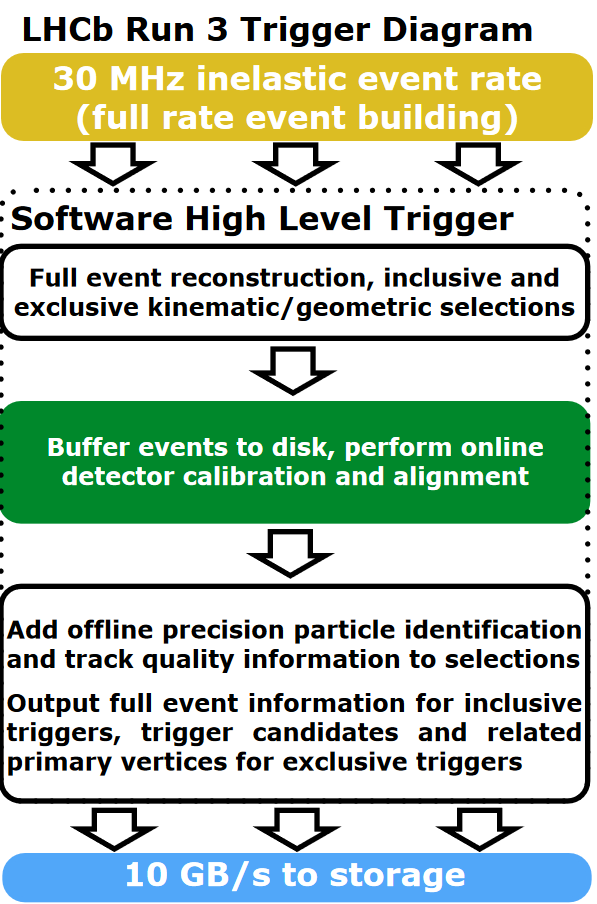 LHCb Run 3 Trigger Diagram
30 MHz inelastic event rate
(full rate event building)
Software High Level Trigger
Full event reconstruction, inclusive and
exclusive kinematic/geometric selections
Buffer events to disk, perform online
detector calibration and alignment
Add offline precision particle identification
and track quality information to selections
Output full event information for inclusive
triggers, trigger candidates and related
primary vertices for exclusive triggers
10 GB/s to storage